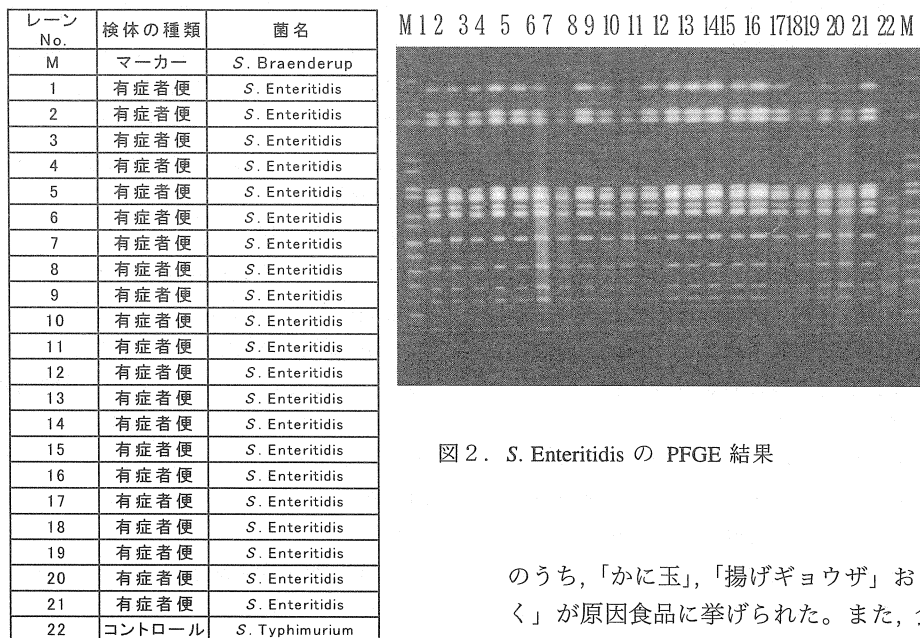 レーン No. 検体の種類 菌名
M マーカー S. Braenderup
1 有症者便 S. Enteritidis
2 有症者便 S. Enteritidis
3 有症者便 S. Enteritidis
4 有症者便 S. Enteritidis
5 有症者便 S. Enteritidis
6 有症者便 S. Enteritidis
7 有症者便 S. Enteritidis
8 有症者便 S. Enteritidis
9 有症者便 S. Enteritidis
10 有症者便 S. Enteritidis
11 有症者便 S. Enteritidis
12 有症者便 S. Enteritidis
13 有症者便 S. Enteritidis
14 有症者便 S. Enteritidis
15 有症者便 S. Enteritidis
16 有症者便 S. Enteritidis
17 有症者便 S. Enteritidis
18 有症者便 S. Enteritidis
19 有症者便 S. Enteritidis
20 有症者便 S. Enteritidis
21 有症者便 S. Enteritidis
22 コントロール S. Typhimurium
M 1 2 3 4 5 6 7 8 9 10 11 12 13 14 15 16 17 18 19 20 21 22 M
図2. S. Enteritidis の PFGE 結果
のうち,「かに玉」,「揚げギョウザ」お
く」が原因食品に挙げられた。また,